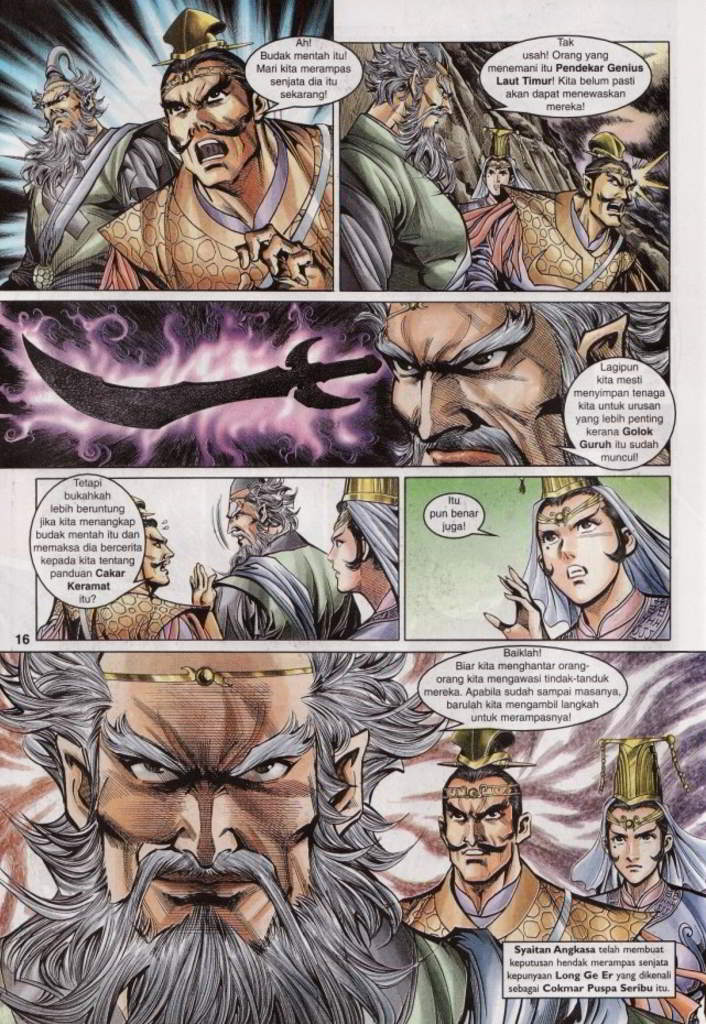 Ah!
Budak mentah itu!
Mari kita merampas
senjata dia itu
sekarang!
Tak
usah! Orang yang
menemani itu Pendekar Genius
Laut Timur! Kita belum pasti
akan dapat menewaskan
mereka!
Lagipun
kita mesti
menyimpan tenaga
kita untuk urusan
yang lebih penting
kerana Golok
Guruh itu sudah
muncul!
Tetapi
bukahkah
lebih beruntung
jika kita menangkap
budak mentah itu dan
memaksa dia bercerita
kepada kita tentang
panduan Cakar
Keramat
itu?
Itu
pun benar
juga!
16
Baiklah!
Biar kita menghantar orang-
orang kita mengawasi tindak-tanduk
mereka. Apabila sudah sampai masanya,
barulah kita mengambil langkah
untuk merampasnya!
Syaitan Angkasa telah membuat
keputusan hendak merampas senjata
kepunyaan Long Ge Er yang dikenali
sebagai Cokmar Puspa Seribu itu.